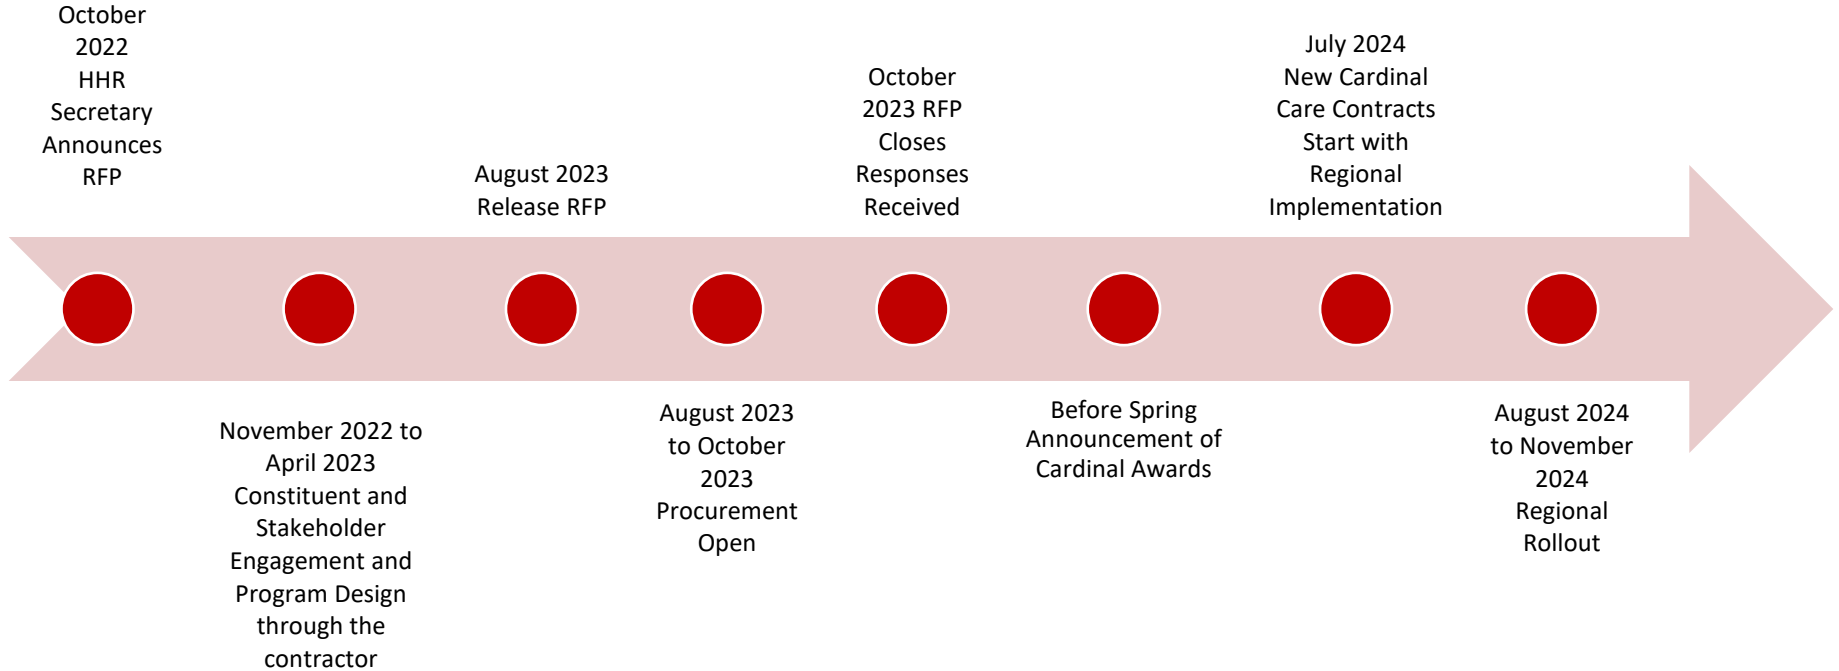 October
2022
HHR
Secretary
Announces
RFP
November 2022 to
April 2023
Constituent and
Stakeholder
Engagement and
Program Design
through the
contractor
August 2023
Release RFP
August 2023
to October
2023
Procurement
Open
October
2023 RFP
Closes
Responses
Received
Before Spring
Announcement of
Cardinal Awards
July 2024
New Cardinal
Care Contracts
Start with
Regional
Implementation
August 2024
to November
2024
Regional
Rollout